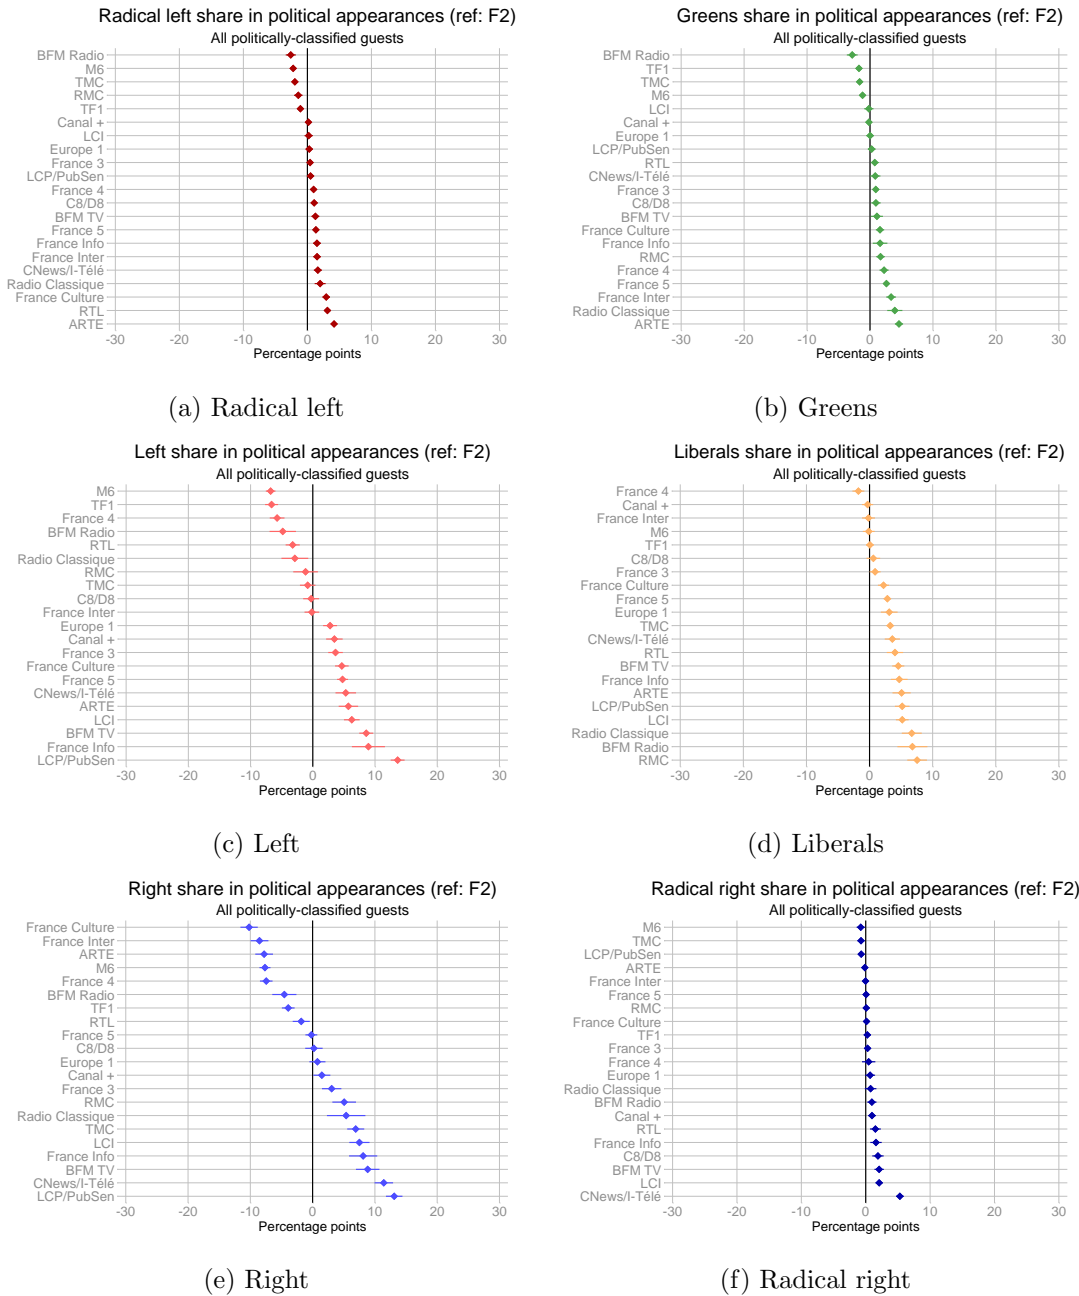 Radical left share in political appearances (ref: F2)
All politically-classified guests
BFM Radio
M6
TMC
RMC
TF1
Canal +
LCI
Europe 1
France 3
LCP/PubSen
France 4
C8/D8
BFM TV
France 5
France Info
France Inter
CNews/I-Télé
Radio Classique
France Culture
RTL
ARTE
-30 -20 -10 0 10 20 30
Percentage points
(a) Radical left
Greens share in political appearances (ref: F2)
All politically-classified guests
BFM Radio
TF1
TMC
M6
LCI
Canal +
Europe 1
LCP/PubSen
RTL
CNews/I-Télé
France 3
C8/D8
BFM TV
France Culture
France Info
RMC
France 4
France 5
France Inter
Radio Classique
ARTE
-30 -20 -10 0 10 20 30
Percentage points
(b) Greens
Left share in political appearances (ref: F2)
All politically-classified guests
M6
TF1
France 4
BFM Radio
RTL
Radio Classique
RMC
TMC
C8/D8
France Inter
Europe 1
Canal +
France 3
France Culture
France 5
CNews/I-Télé
ARTE
LCI
BFM TV
France Info
LCP/PubSen
-30 -20 -10 0 10 20 30
Percentage points
(c) Left
Liberals share in political appearances (ref: F2)
All politically-classified guests
France 4
Canal +
France Inter
M6
TF1
C8/D8
France 3
France Culture
France 5
Europe 1
TMC
CNews/I-Télé
RTL
BFM TV
France Info
ARTE
LCP/PubSen
LCI
Radio Classique
BFM Radio
RMC
-30 -20 -10 0 10 20 30
Percentage points
(d) Liberals
Right share in political appearances (ref: F2)
All politically-classified guests
France Culture
France Inter
ARTE
M6
France 4
BFM Radio
TF1
RTL
France 5
C8/D8
Europe 1
Canal +
France 3
RMC
Radio Classique
TMC
LCI
France Info
BFM TV
CNews/I-Télé
LCP/PubSen
-30 -20 -10 0 10 20 30
Percentage points
(e) Right
Radical right share in political appearances (ref: F2)
All politically-classified guests
M6
TMC
LCP/PubSen
ARTE
France Inter
France 5
RMC
France Culture
TF1
France 3
France 4
Europe 1
Radio Classique
BFM Radio
Canal +
RTL
France Info
C8/D8
BFM TV
LCI
CNews/I-Télé
-30 -20 -10 0 10 20 30
Percentage points
(f) Radical right